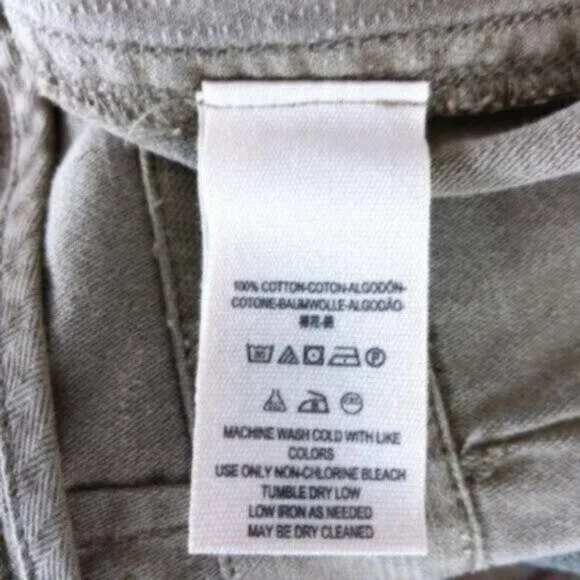 100% COTTON-COTON-ALGODÓN-
COTONE-BAUMWOLLE-ALGODÃO-
MACHINE WASH COLD WITH LIKE
COLORS
USE ONLY NON-CHLORINE BLEACH
TUMBLE DRY LOW
LOW IRON AS NEEDED
MAY BE DRY CLEANED